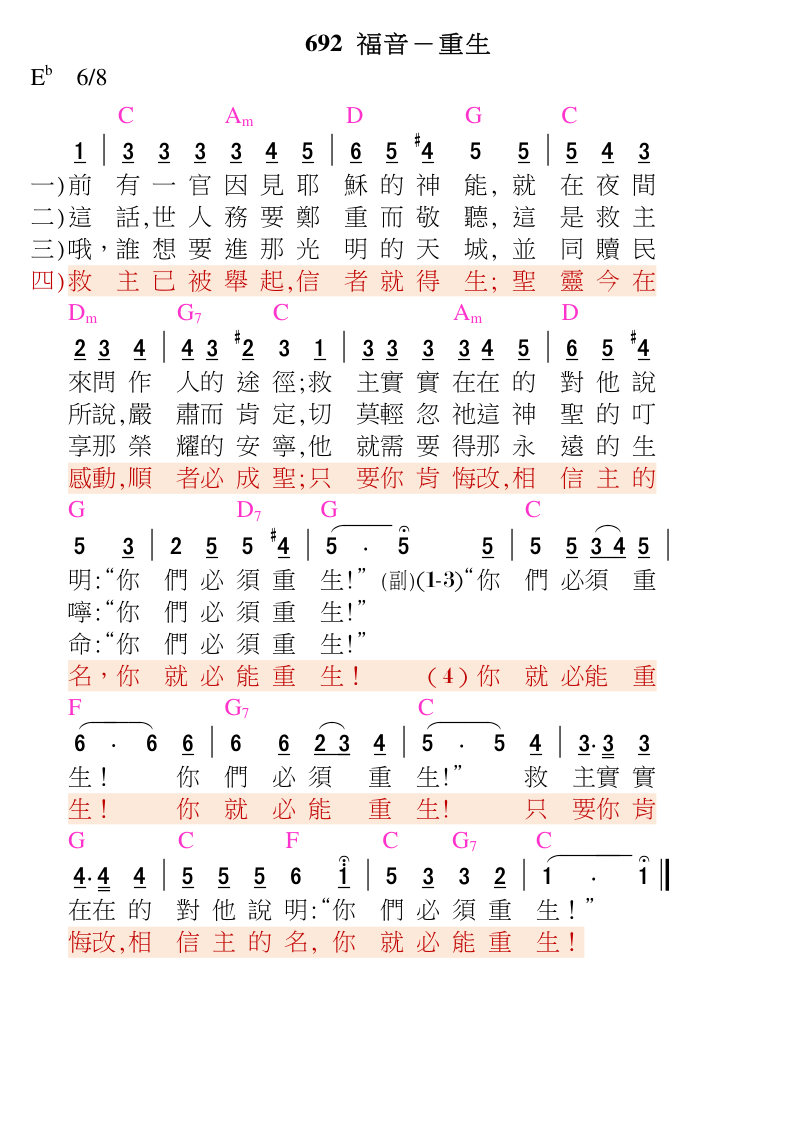 692 福音－重生
E♭ 6/8
C Am D G C
1 | 3 3 3 3 4 5 | 6 5 #4 5 5 | 5 4 3
一)前 有 一 官 因 見 耶 穌 的 神 能, 就 在 夜 間
二)這 話,世 人 務 要 鄭 重 而 敬 聽, 這 是 救 主
三)哦，誰 想 要 進 那 光 明 的 天 城, 並 同 贖 民
四)救 主 已 被 舉 起,信 者 就 得 生; 聖 靈 今 在
Dm G7 C Am D
2 3 4 | 4 3 #2 3 1 | 3 3 3 3 4 5 | 6 5 #4
來問 作 人的 途 徑;救 主實 實 在在 的 對 他 說
所說,嚴 肅而 肯 定,切 莫輕 忽 祂這 神 聖 的 叮
享那 榮 耀的 安 寧,他 就需 要 得那 永 遠 的 生
感動,順 者必 成 聖;只 要你 肯 悔改,相 信 主 的
G D7 G C
5 3 | 2 5 5 #4 | 5 · 5 5 | 5 5 3 4 5 |
明:“你 們 必 須 重 生!” (副)(1-3)“你 們 必須 重
嚀:“你 們 必 須 重 生!”
命:“你 們 必 須 重 生!”
名，你 就 必 能 重 生! (4)你 就 必能 重
F G7 C
6 · 6 6 | 6 6 2 3 4 | 5 · 5 4 | 3·3 3
生! 你 們 必 須 重 生!” 救 主實 實
生! 你 就 必 能 重 生! 只 要你 肯
G C F C G7 C
4·4 4 | 5 5 5 6 1̇ | 5 3 3 2 | 1 · 1 ‖
在在 的 對 他 說 明:“你 們 必 須 重 生!”
悔改,相 信 主 的 名, 你 就 必 能 重 生!